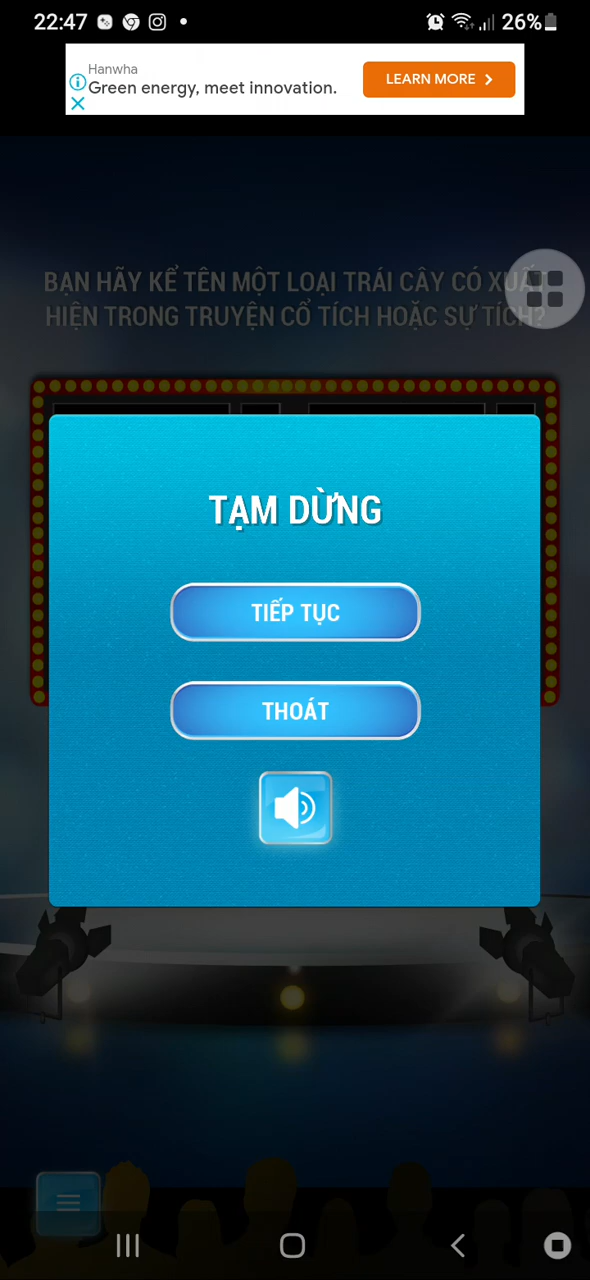 22:47
26%
Hanwha
Green energy, meet innovation.
LEARN MORE
BẠN HÃY KỂ TÊN MỘT LOẠI TRÁI CÂY CÓ XUẤT
HIỆN TRONG TRUYỆN CỔ TÍCH HOẶC SỰ TÍCH?
TẠM DỪNG
TIẾP TỤC
THOÁT